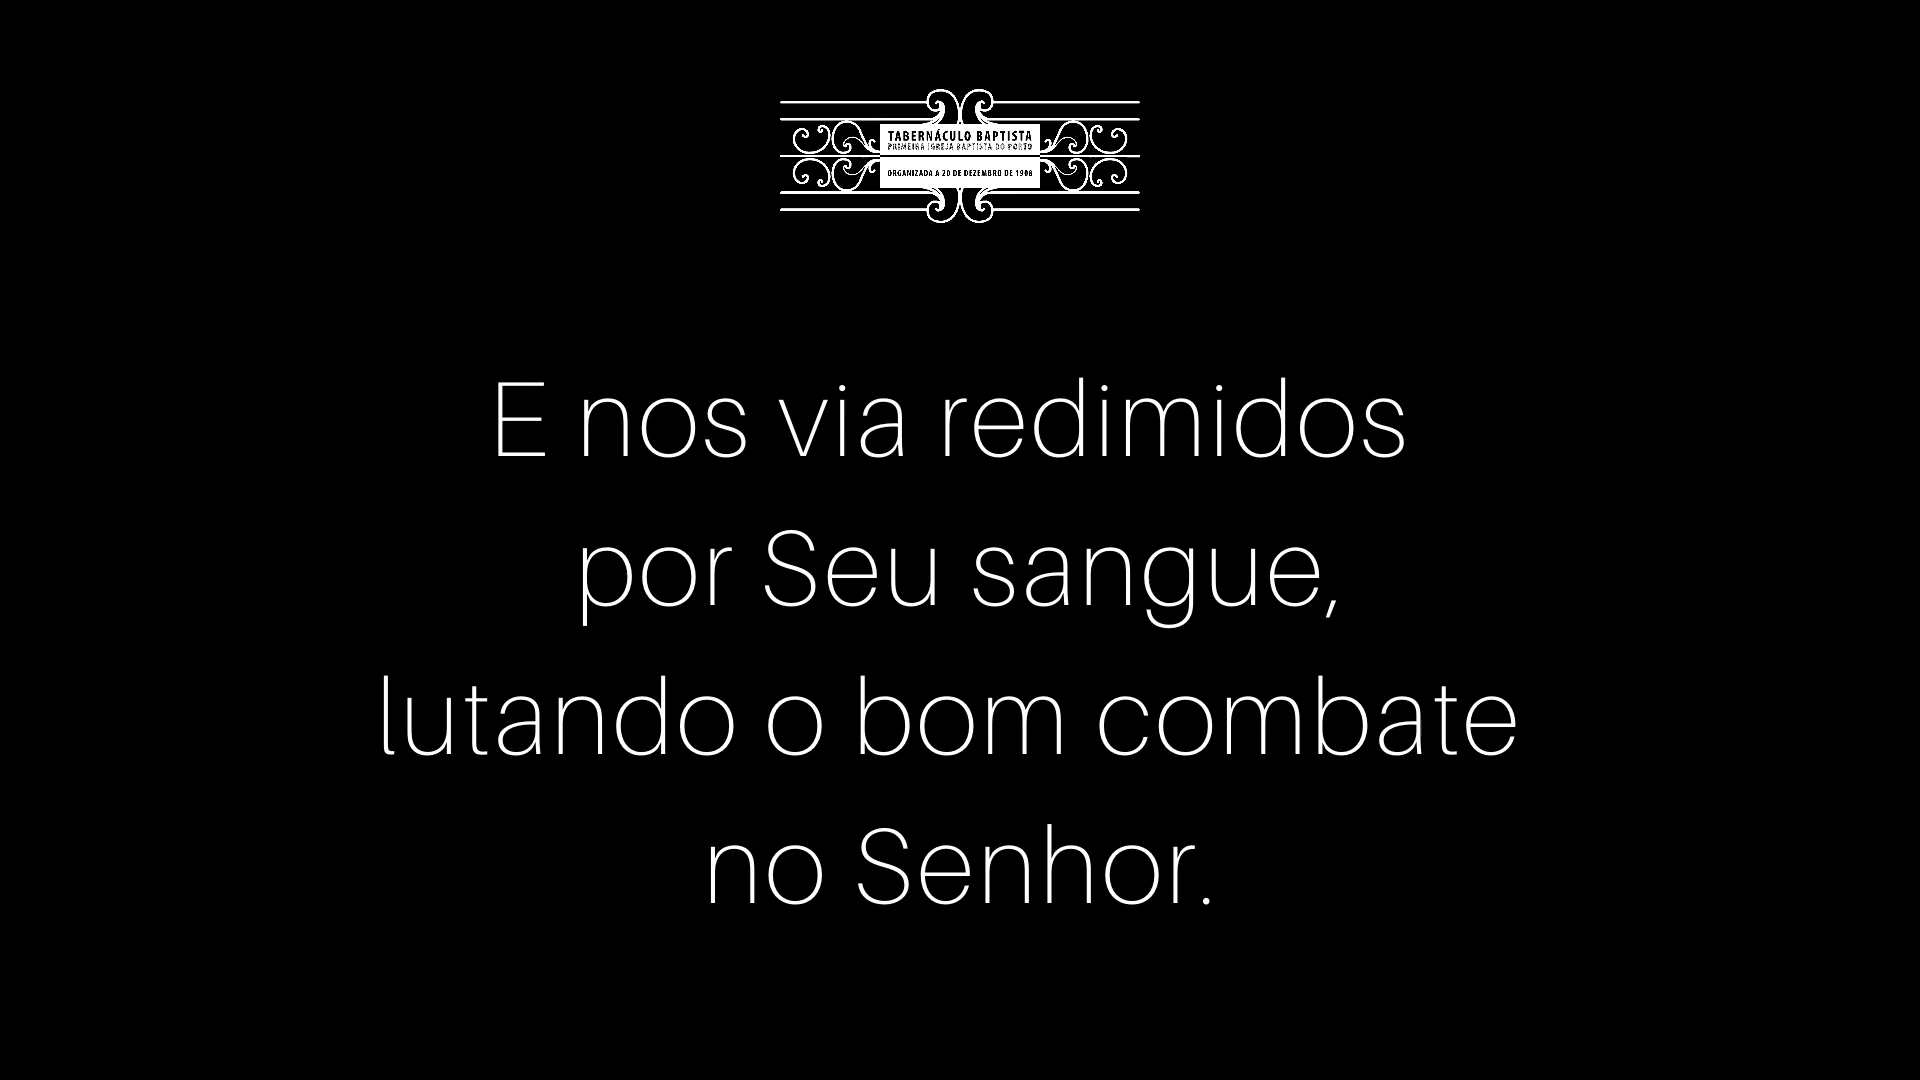 TABERNÁCULO BAPTISTA
PRIMEIRA IGREJA BAPTISTA DO PORTO
ORGANIZADA A 20 DE DEZEMBRO DE 1908
E nos via redimidos
por Seu sangue,
lutando o bom combate
no Senhor.